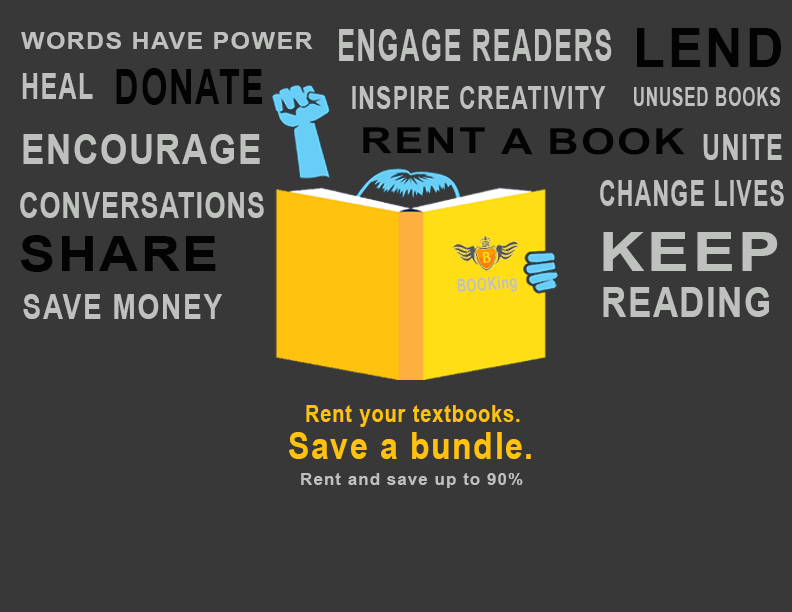 WORDS HAVE POWER
ENGAGE READERS
LEND
HEAL
DONATE
INSPIRE CREATIVITY
UNUSED BOOKS
ENCOURAGE
RENT A BOOK
UNITE
CONVERSATIONS
CHANGE LIVES
SHARE
KEEP
SAVE MONEY
READING
B
BOOKing
Rent your textbooks.
Save a bundle.
Rent and save up to 90%